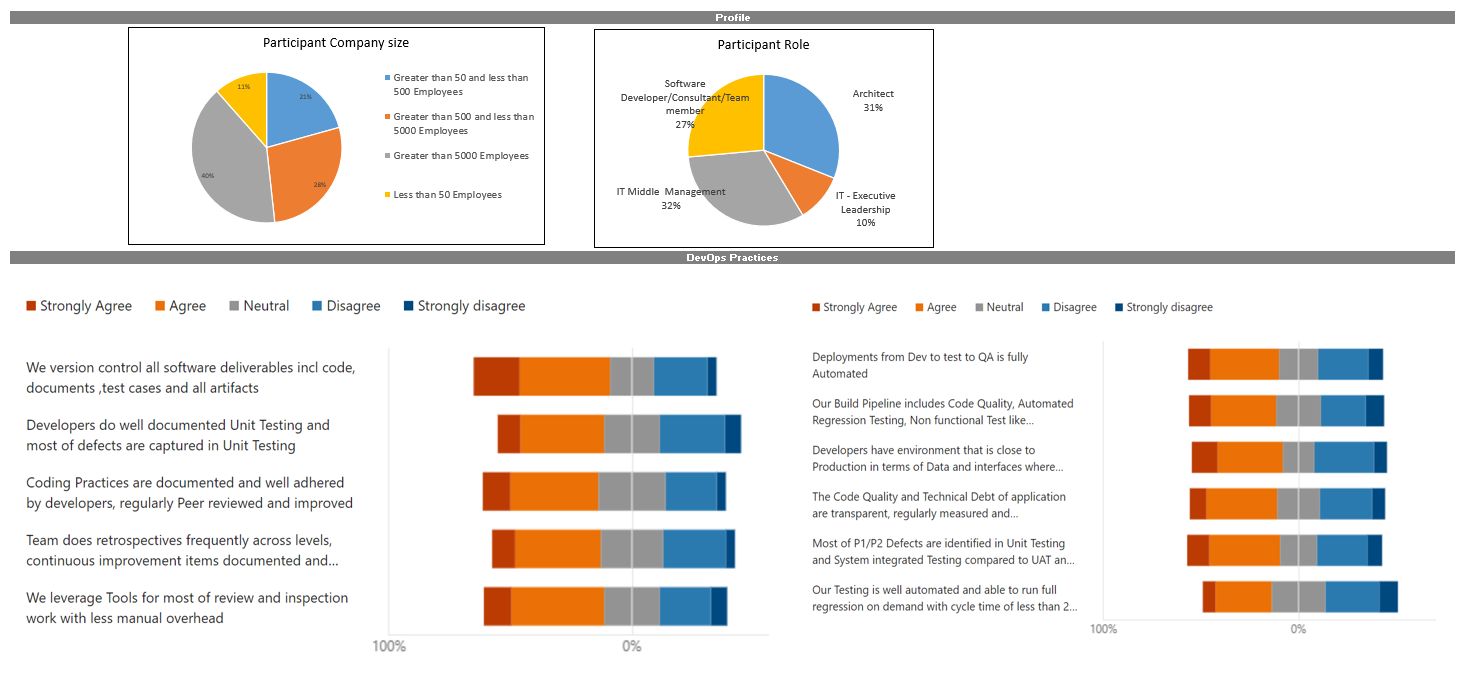 Profile
Participant Company size
11%
21%
40%
28%
Greater than 50 and less than
500 Employees
Greater than 500 and less than
5000 Employees
Greater than 5000 Employees
Less than 50 Employees
Participant Role
Software
Developer/Consultant/Team
member
27%
Architect
31%
IT Middle Management
32%
IT - Executive
Leadership
10%
DevOps Practices
Strongly Agree Agree Neutral Disagree Strongly disagree
We version control all software deliverables incl code,
documents ,test cases and all artifacts
Developers do well documented Unit Testing and
most of defects are captured in Unit Testing
Coding Practices are documented and well adhered
by developers, regularly Peer reviewed and improved
Team does retrospectives frequently across levels,
continuous improvement items documented and...
We leverage Tools for most of review and inspection
work with less manual overhead
100% 0%
Strongly Agree Agree Neutral Disagree Strongly disagree
Deployments from Dev to test to QA is fully
Automated
Our Build Pipeline includes Code Quality, Automated
Regression Testing, Non functional Test like...
Developers have environment that is close to
Production in terms of Data and interfaces where...
The Code Quality and Technical Debt of application
are transparent, regularly measured and...
Most of P1/P2 Defects are identified in Unit Testing
and System integrated Testing compared to UAT an...
Our Testing is well automated and able to run full
regression on demand with cycle time of less than 2...
100% 0%